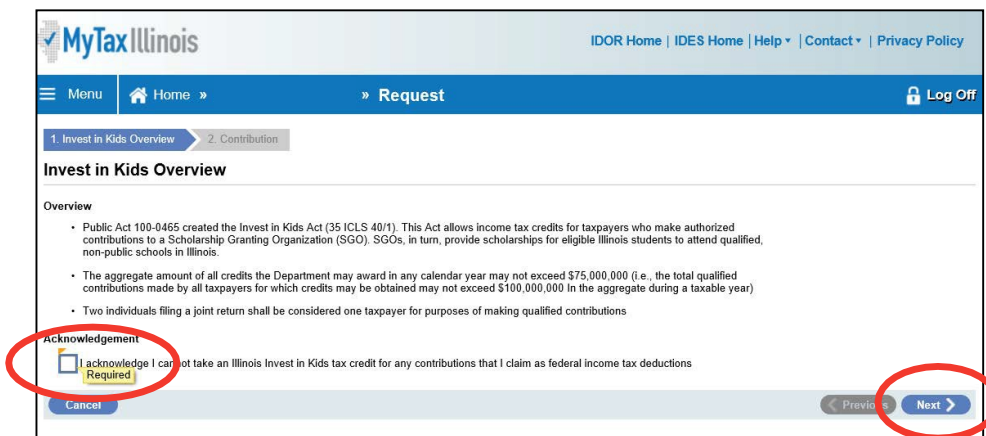 MyTaxIllinois
IDOR Home | IDES Home | Help | Contact | Privacy Policy
Menu Home » » Request Log Off
1. Invest in Kids Overview 2. Contribution
Invest in Kids Overview
Overview
• Public Act 100-0465 created the Invest in Kids Act (35 ICLS 40/1). This Act allows income tax credits for taxpayers who make authorized
contributions to a Scholarship Granting Organization (SGO). SGOs, in turn, provide scholarships for eligible Illinois students to attend qualified,
non-public schools in Illinois.
• The aggregate amount of all credits the Department may award in any calendar year may not exceed $75,000,000 (i.e., the total qualified
contributions made by all taxpayers for which credits may be obtained may not exceed $100,000,000 In the aggregate during a taxable year)
• Two individuals filing a joint return shall be considered one taxpayer for purposes of making qualified contributions
Acknowledgement
I acknowledge I cannot take an Illinois Invest in Kids tax credit for any contributions that I claim as federal income tax deductions
Required
Cancel Previous Next